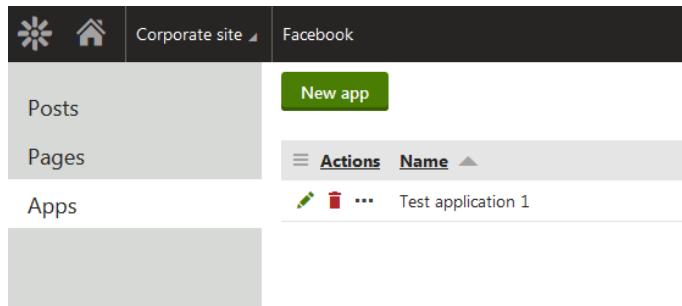 Corporate site Facebook
Posts
Pages
Apps
New app
Actions Name
Test application 1